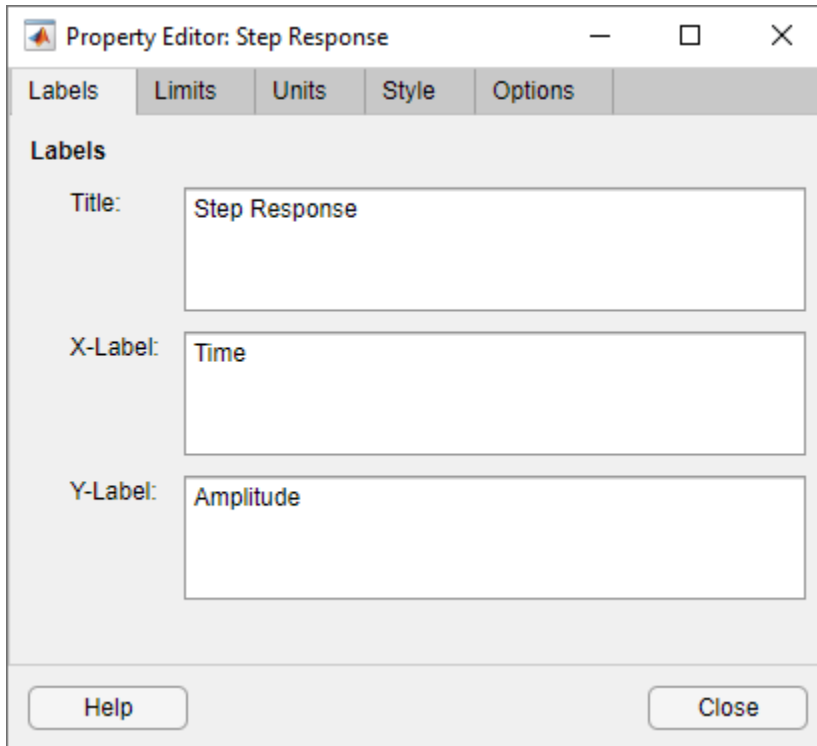 Property Editor: Step Response
Labels Limits Units Style Options
Labels
Title: Step Response
X-Label: Time
Y-Label: Amplitude
Help Close